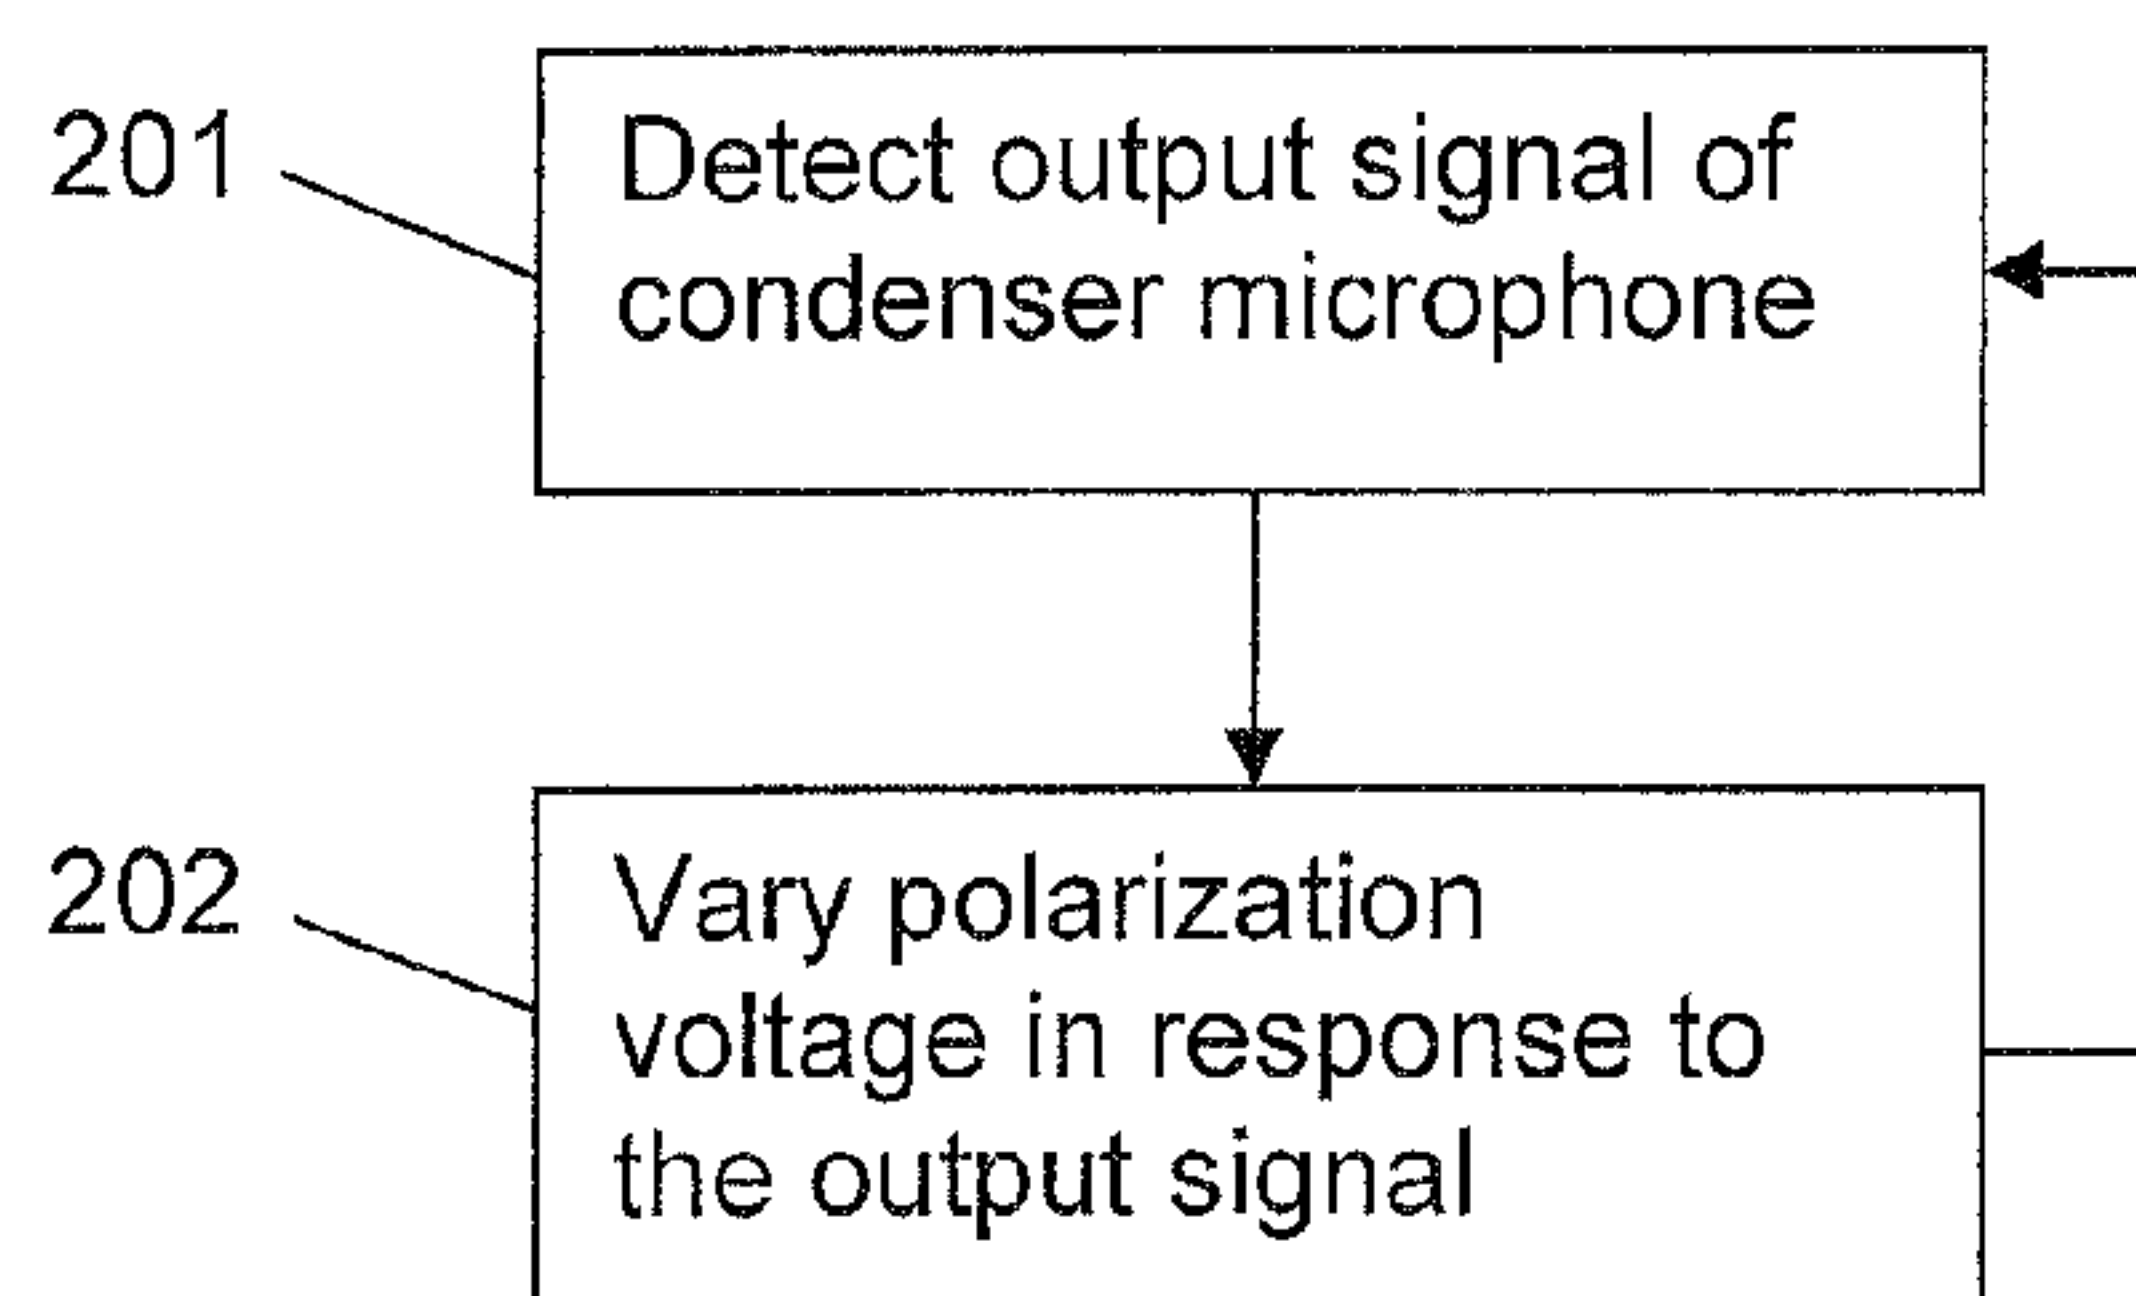 201
Detect output signal of
condenser microphone
202
Vary polarization
voltage in response to
the output signal